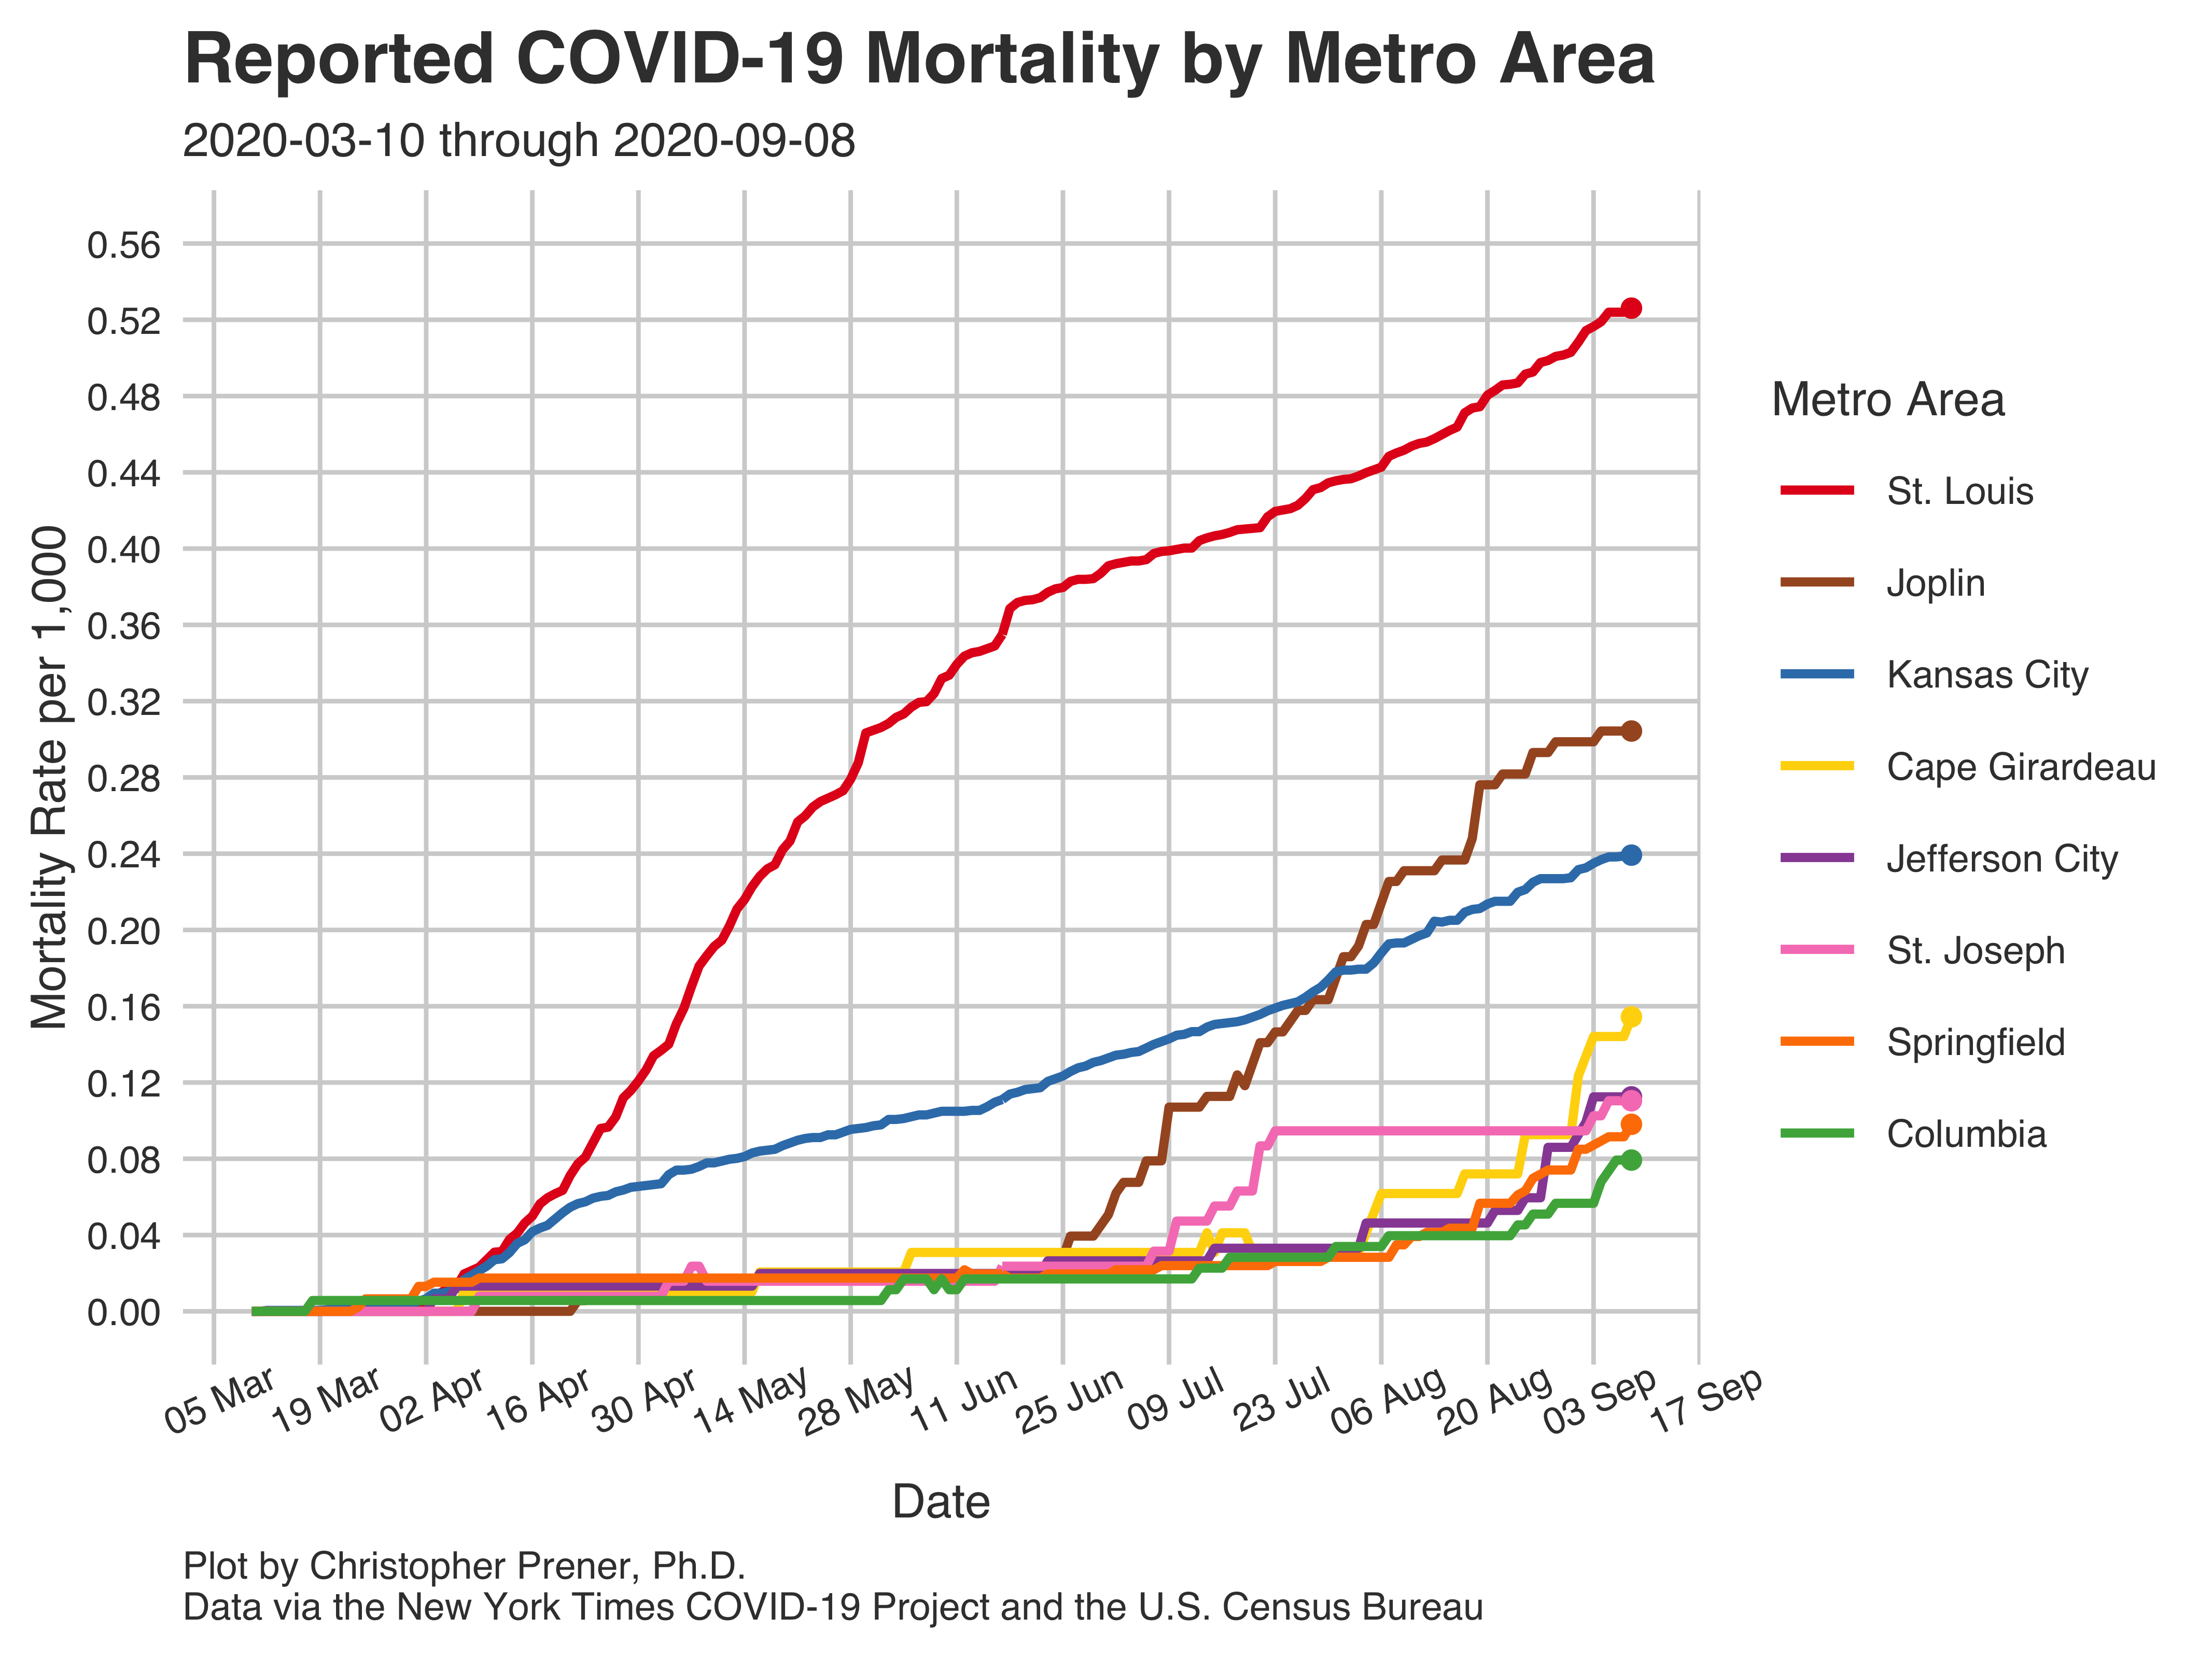 Reported COVID-19 Mortality by Metro Area
2020-03-10 through 2020-09-08
Mortality Rate per 1,000
0.56
0.52
0.48
0.44
0.40
0.36
0.32
0.28
0.24
0.20
0.16
0.12
0.08
0.04
0.00
05 Mar
19 Mar
02 Apr
16 Apr
30 Apr
14 May
28 May
11 Jun
25 Jun
09 Jul
23 Jul
06 Aug
20 Aug
03 Sep
17 Sep
Date
Metro Area
St. Louis
Joplin
Kansas City
Cape Girardeau
Jefferson City
St. Joseph
Springfield
Columbia
Plot by Christopher Prener, Ph.D.
Data via the New York Times COVID-19 Project and the U.S. Census Bureau